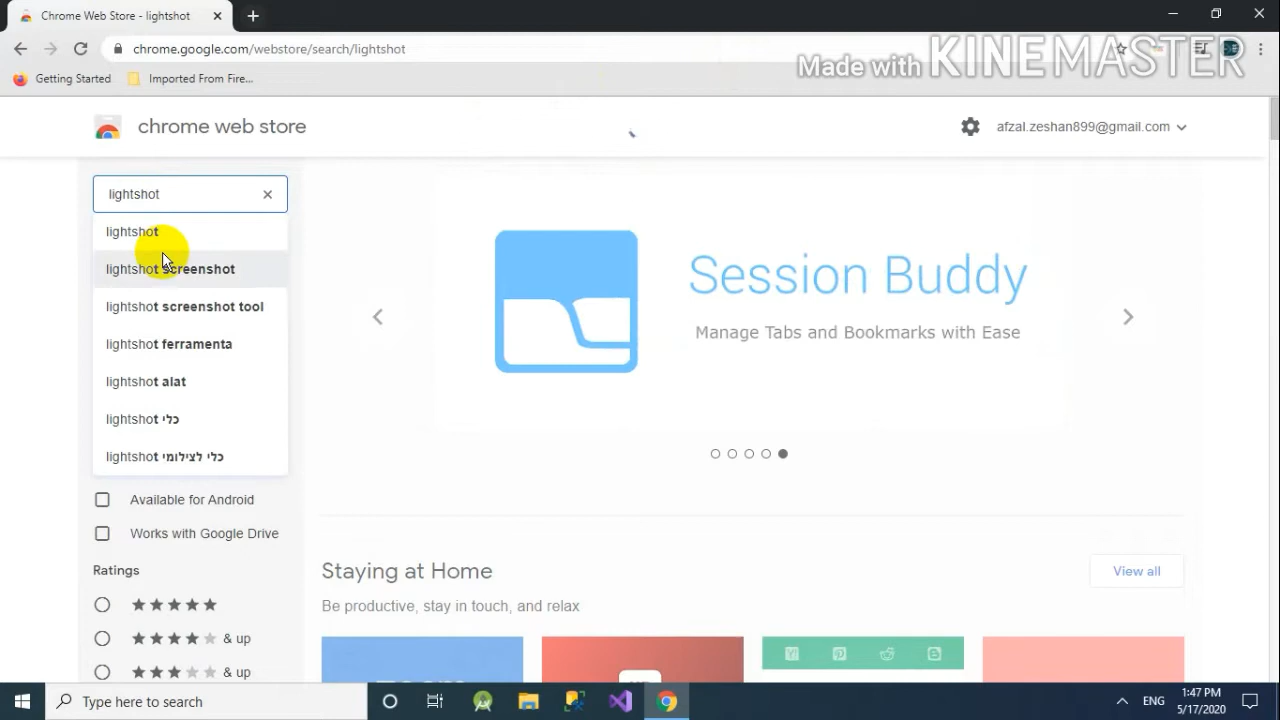 Chrome Web Store - lightshot
chrome.google.com/webstore/search/lightshot
Made with KINEMASTER
Getting Started
Imported From Fire...
chrome web store
afzal.zeshan899@gmail.com
lightshot
lightshot
lightshot screenshot
lightshot screenshot tool
lightshot ferramenta
lightshot alat
lightshot כלי
lightshot כלי לצילומי
Available for Android
Works with Google Drive
Ratings
& up
& up
Session Buddy
Manage Tabs and Bookmarks with Ease
Staying at Home
View all
Be productive, stay in touch, and relax
Type here to search
ENG
1:47 PM
5/17/2020